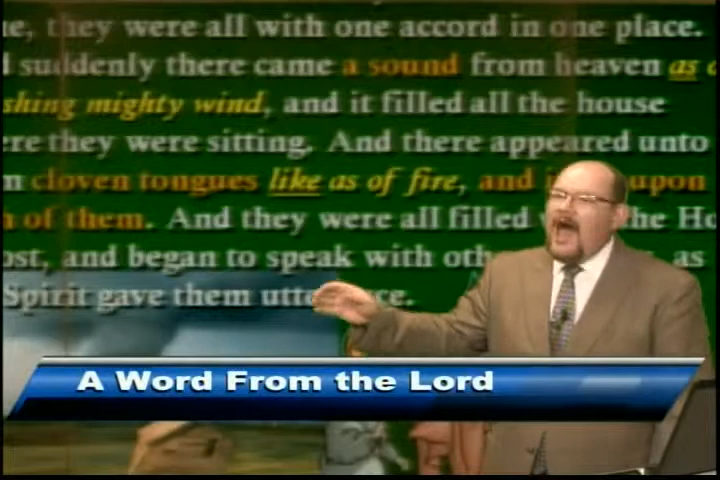 e, they were all with one accord in one place.
suddenly there came a sound from heaven as
shing mighty wind, and it filled all the house
ere they were sitting. And there appeared unto
m cloven tongues like as of fire, and upon
of them. And they were all filled he Ho
ost, and began to speak with oth as
Spirit gave them utte ce.
A Word From the Lord